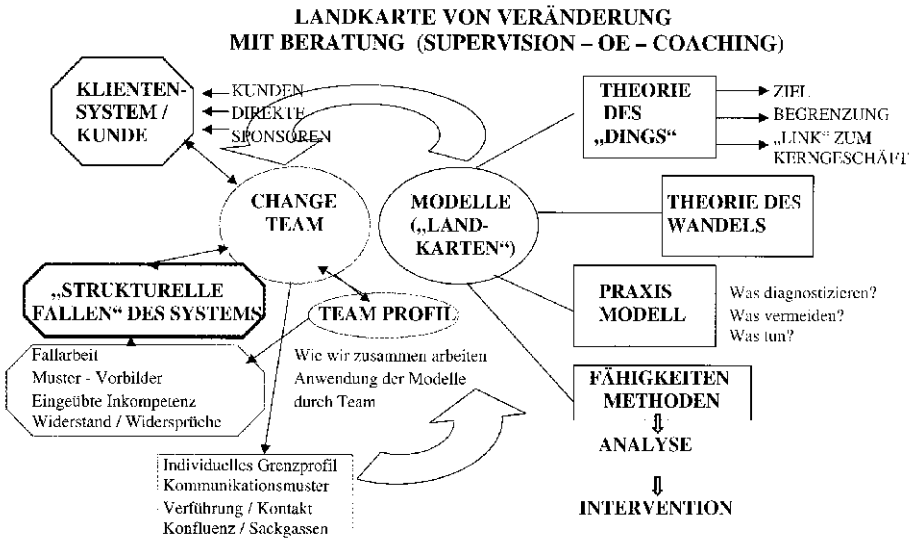 LANDKARTE VON VERÄNDERUNG
MIT BERATUNG (SUPERVISION – OE – COACHING)
KLIENTEN-
SYSTEM /
KUNDE
KUNDEN
DIREKTE
SPONSOREN
THEORIE
DES
„DINGS“
ZIEL
BEGRENZUNG
„LINK“ ZUM
KERNGESCHÄFT
CHANGE
TEAM
MODELLE
(„LAND-
KARTEN“)
THEORIE DES
WANDELS
„STRUKTURELLE
FALLEN“ DES SYSTEMS
TEAM PROFIL
PRAXIS
MODELL
Was diagnostizieren?
Was vermeiden?
Was tun?
Fallarbeit
Muster - Vorbilder
Eingeübte Inkompetenz
Widerstand / Widersprüche
Wie wir zusammen arbeiten
Anwendung der Modelle
durch Team
FÄHIGKEITEN
METHODEN
ANALYSE
INTERVENTION
Individuelles Grenzprofil
Kommunikationsmuster
Verführung / Kontakt
Konfluenz / Sackgassen